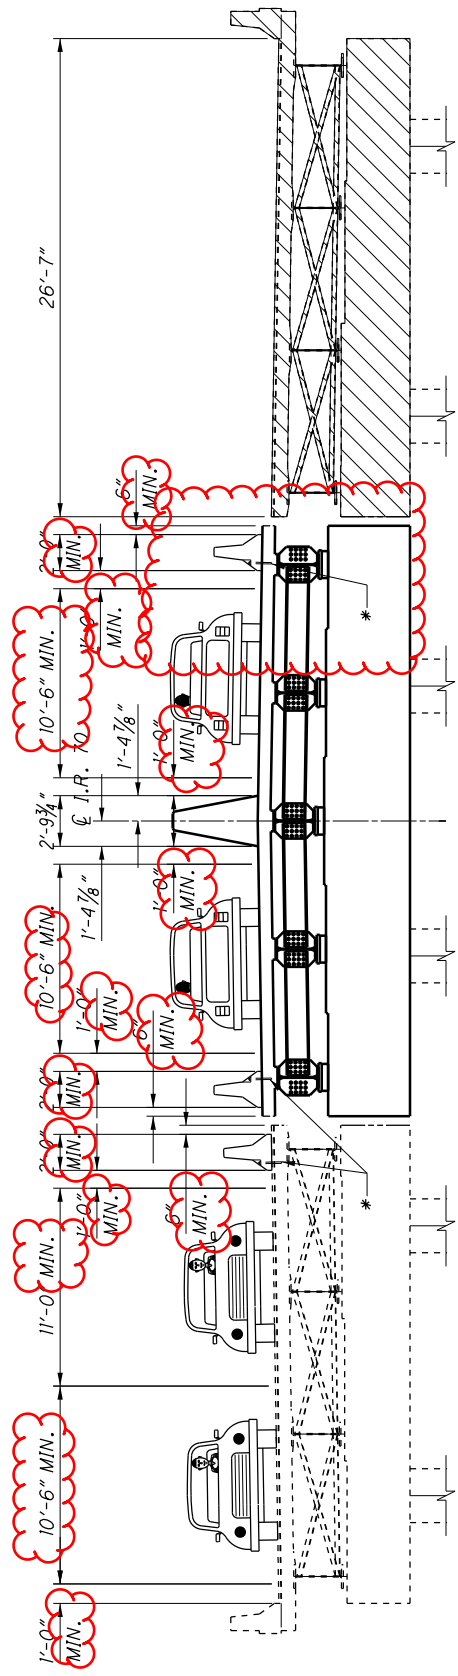 1'-0"
MIN.
10'-6" MIN.
11'-0 MIN.
1'-0"
MIN.
6"
MIN.
2'-0"
MIN.
2'-0"
MIN.
1'-0"
MIN.
6"
MIN.
10'-6" MIN.
1'-4⅞"
1'-0"
MIN.
2'-9¾"
℄ I.R. 70
1'-4⅞"
1'-0"
MIN.
10'-6" MIN.
1'-0"
MIN.
2'-0"
MIN.
6"
MIN.
26'-7"
*
*